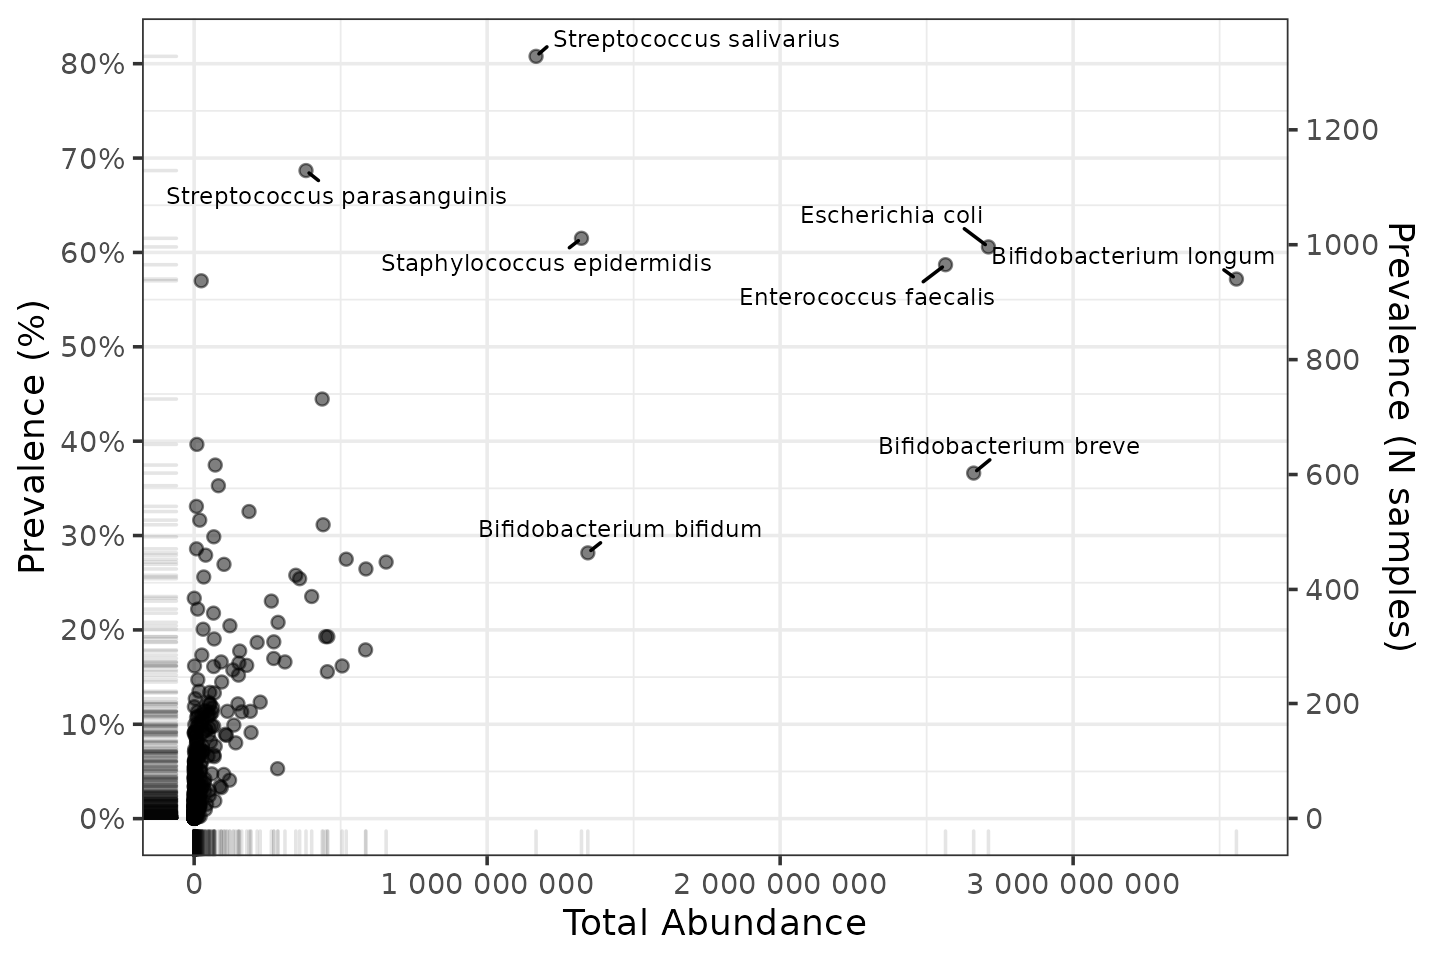 Streptococcus salivarius
80%
1200
70%
Streptococcus parasanguinis
Escherichia coli
60%
1000
Bifidobacterium longum
Staphylococcus epidermidis
Enterococcus faecalis
50%
800
40%
Bifidobacterium breve
600
30%
Bifidobacterium bifidum
400
20%
200
10%
0%
0
Prevalence (%)
Prevalence (N samples)
0
1 000 000 000
2 000 000 000
3 000 000 000
Total Abundance